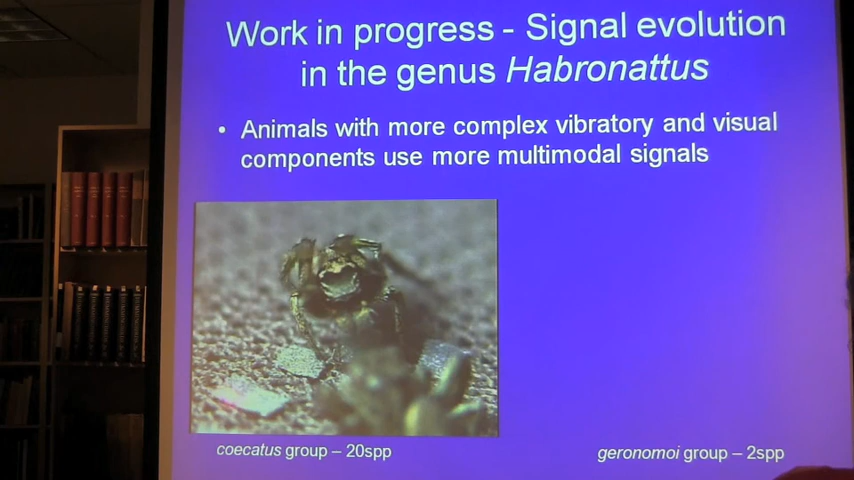 Work in progress - Signal evolution
in the genus Habronattus
• Animals with more complex vibratory and visual
components use more multimodal signals
coecatus group – 20spp
geronomoi group – 2spp